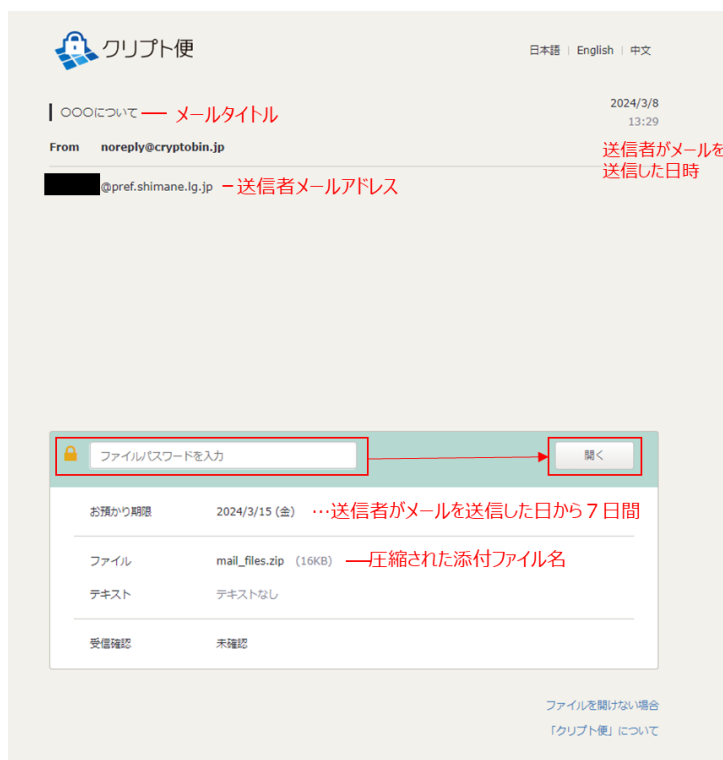 クリプト便
日本語 | English | 中文
○○○について ― メールタイトル
2024/3/8
13:29
From noreply@cryptobin.jp
送信者がメールを
送信した日時
@pref.shimane.lg.jp － 送信者メールアドレス
ファイルパスワードを入力
開く
お預かり期限 2024/3/15 (金) …送信者がメールを送信した日から7日間
ファイル mail_files.zip (16KB) ―圧縮された添付ファイル名
テキスト テキストなし
受信確認 未確認
ファイルを開けない場合
「クリプト便」について